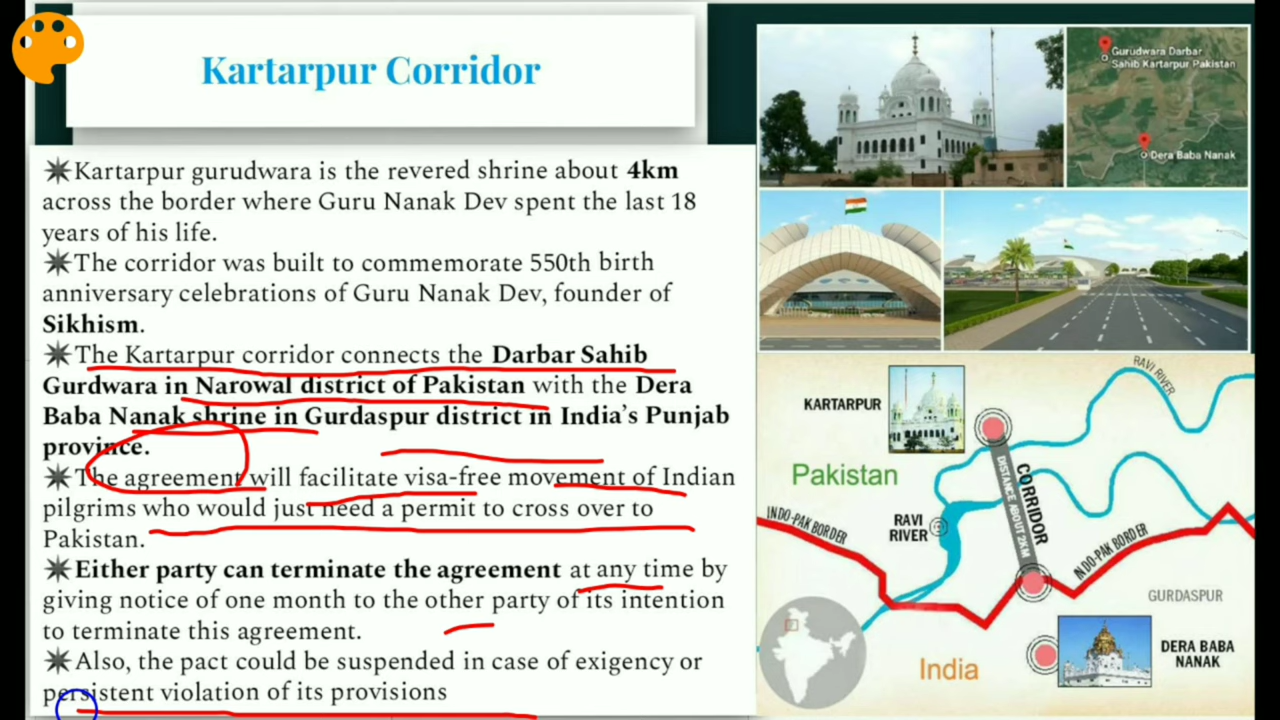 Kartarpur Corridor
✷Kartarpur gurudwara is the revered shrine about 4km
across the border where Guru Nanak Dev spent the last 18
years of his life.
✷The corridor was built to commemorate 550th birth
anniversary celebrations of Guru Nanak Dev, founder of
Sikhism.
✷The Kartarpur corridor connects the Darbar Sahib
Gurdwara in Narowal district of Pakistan with the Dera
Baba Nanak shrine in Gurdaspur district in India's Punjab
province.
✷The agreement will facilitate visa-free movement of Indian
pilgrims who would just need a permit to cross over to
Pakistan.
✷Either party can terminate the agreement at any time by
giving notice of one month to the other party of its intention
to terminate this agreement.
✷Also, the pact could be suspended in case of exigency or
persistent violation of its provisions
Gurudwara Darbar
Sahib Kartarpur Pakistan
Dera Baba Nanak
RAVI RIVER
KARTARPUR
Pakistan
CORRIDOR
DISTANCE ABOUT 2KM
INDO-PAK BORDER
RAVI
RIVER
INDO-PAK BORDER
GURDASPUR
DERA BABA
NANAK
India